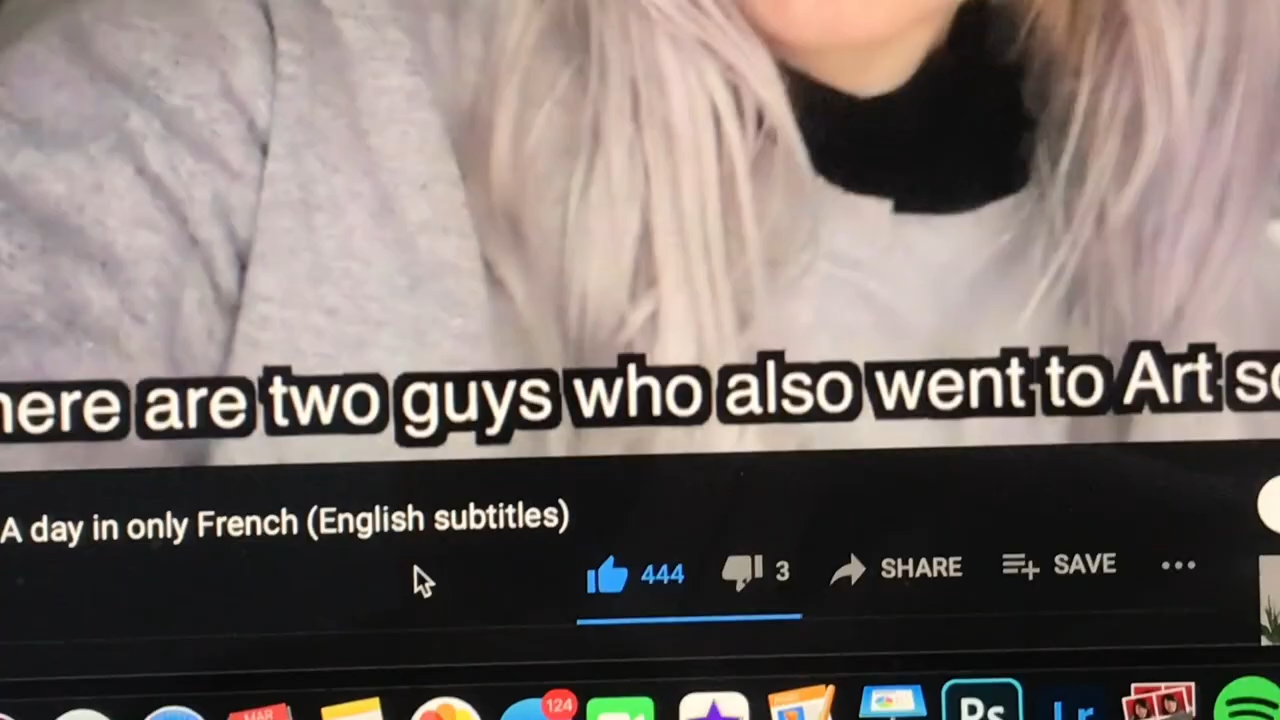 here are two guys who also went to Art
A day in only French (English subtitles)
444 3 SHARE SAVE
124
MAR
Ps Lr